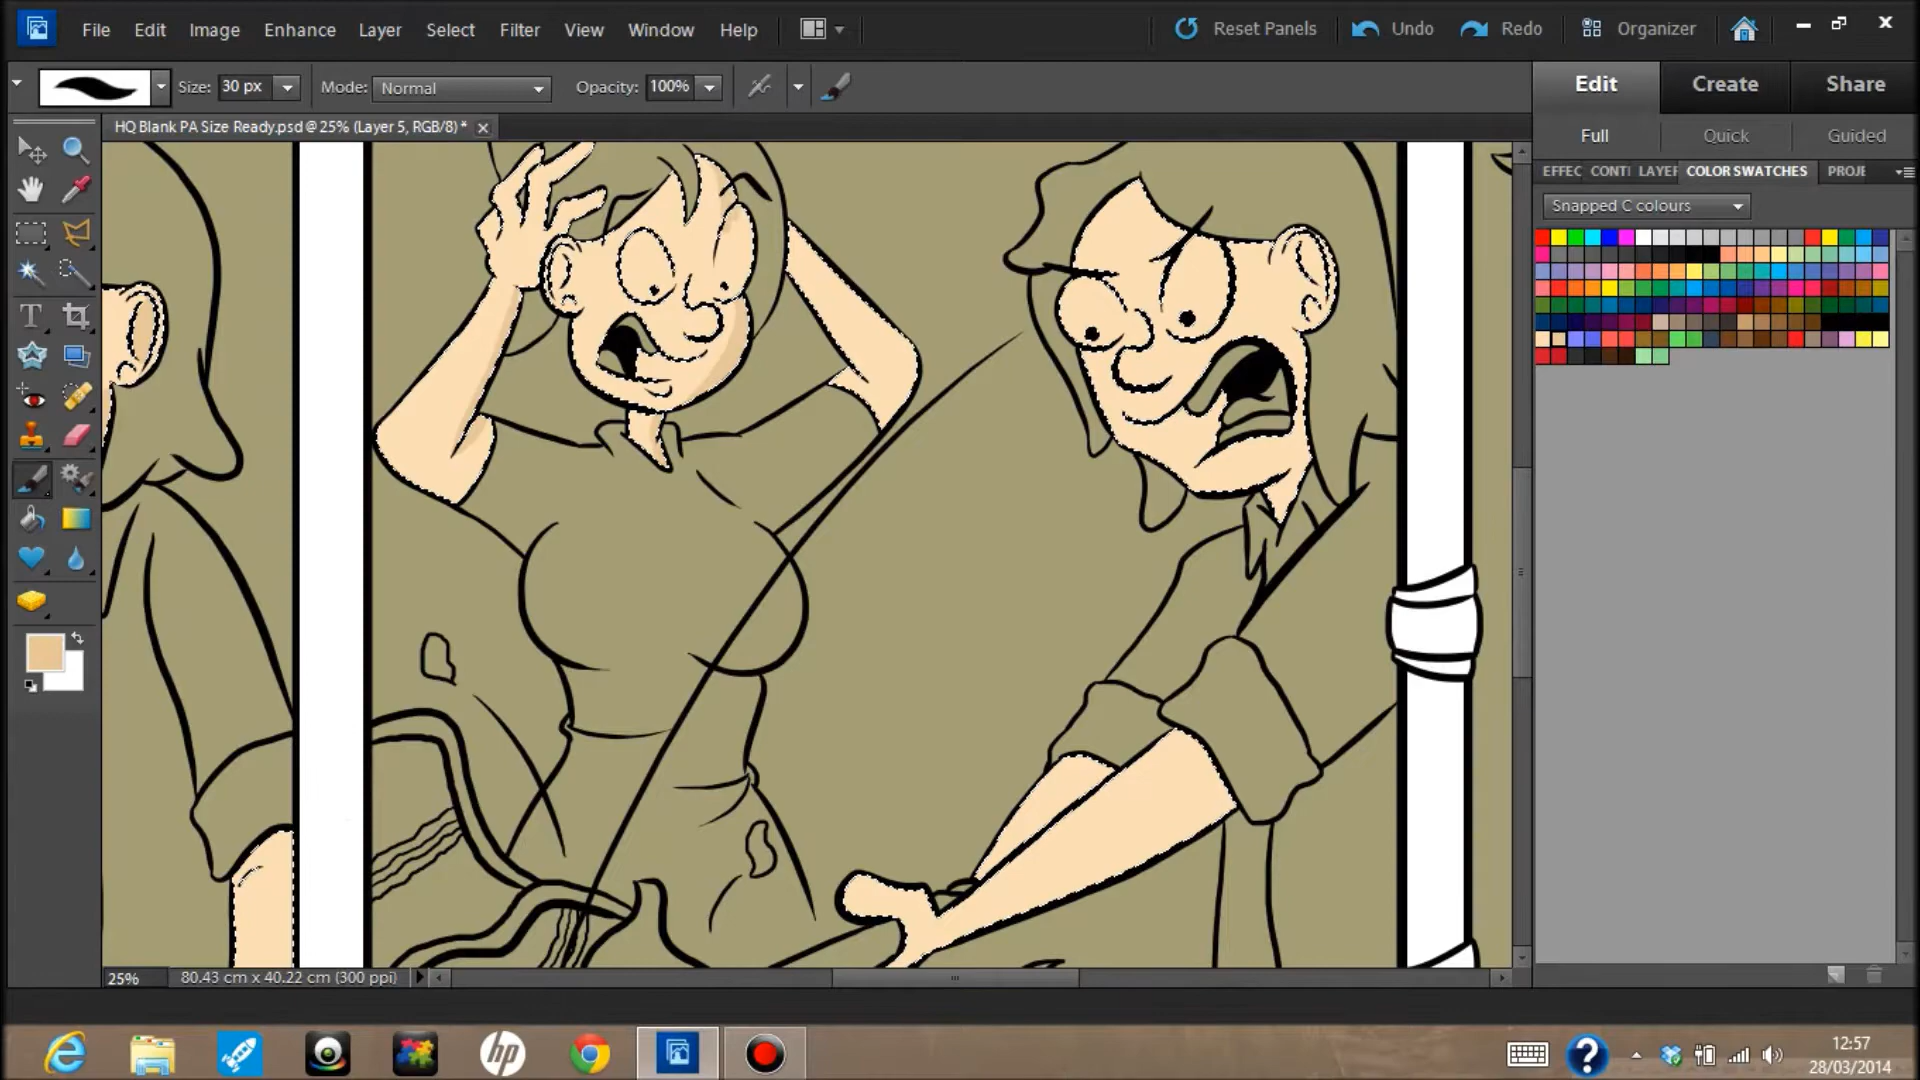 File Edit Image Enhance Layer Select Filter View Window Help Reset Panels Undo Redo Organizer
Size: 30 px Mode: Normal Opacity: 100%
Edit Create Share
HQ Blank PA Size Ready.psd @ 25% (Layer 5, RGB/8) *
Full Quick Guided
EFFEC CONTI LAYER COLOR SWATCHES PROJE
Snapped C colours
T
25% 80.43 cm x 40.22 cm (300 ppi)
hp
?
12:57
28/03/2014